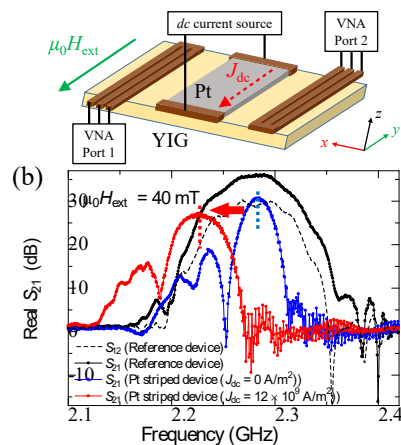 dc current source
μ₀Hext
VNA
Port 2
Jdc
Pt
z
y
x
VNA
Port 1
YIG
(b)
μ₀Hext = 40 mT
Real S21 (dB)
30
20
10
0
-10
S12 (Reference device)
S21 (Reference device)
S21 (Pt striped device (Jdc = 0 A/m²))
S21 (Pt striped device (Jdc = 12 × 10⁹ A/m²))
2.1 2.2 2.3 2.4
Frequency (GHz)